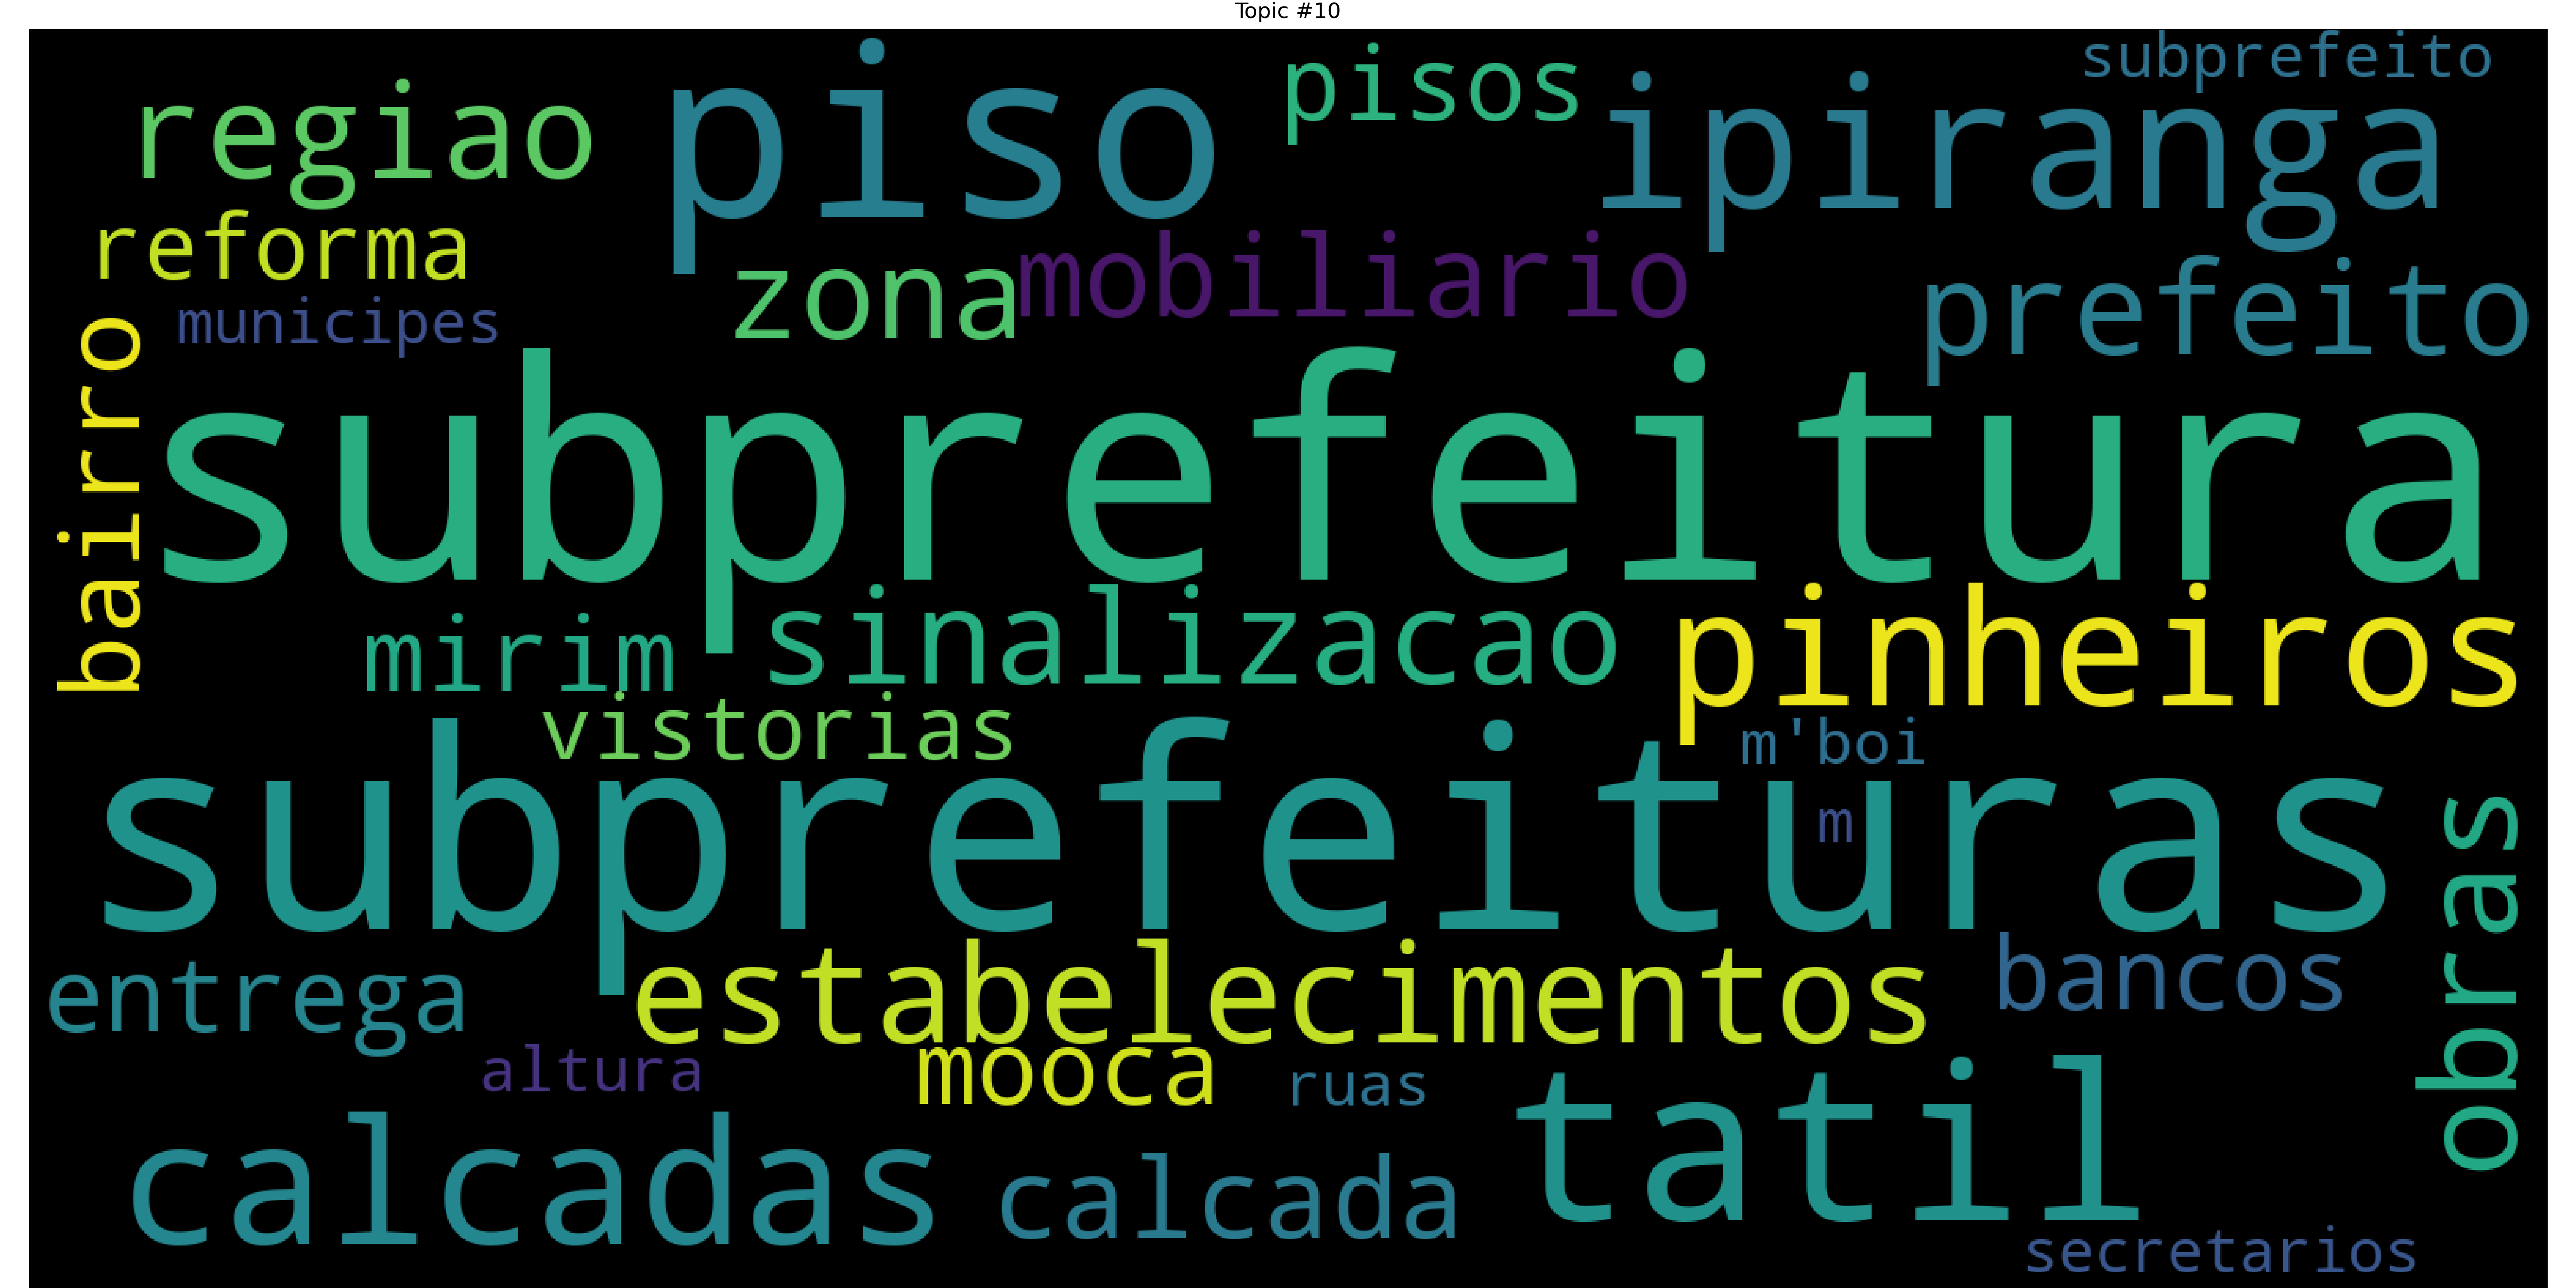 Topic #10
subprefeito
regiao
piso
pisos
ipiranga
reforma
zona
mobiliario
prefeito
municipes
bairro
subprefeitura
mirim
sinalizacao
pinheiros
vistorias
m'boi
subprefeituras
m
obras
entrega
estabelecimentos
bancos
altura
mooca
ruas
tatil
calcadas
calcada
secretarios